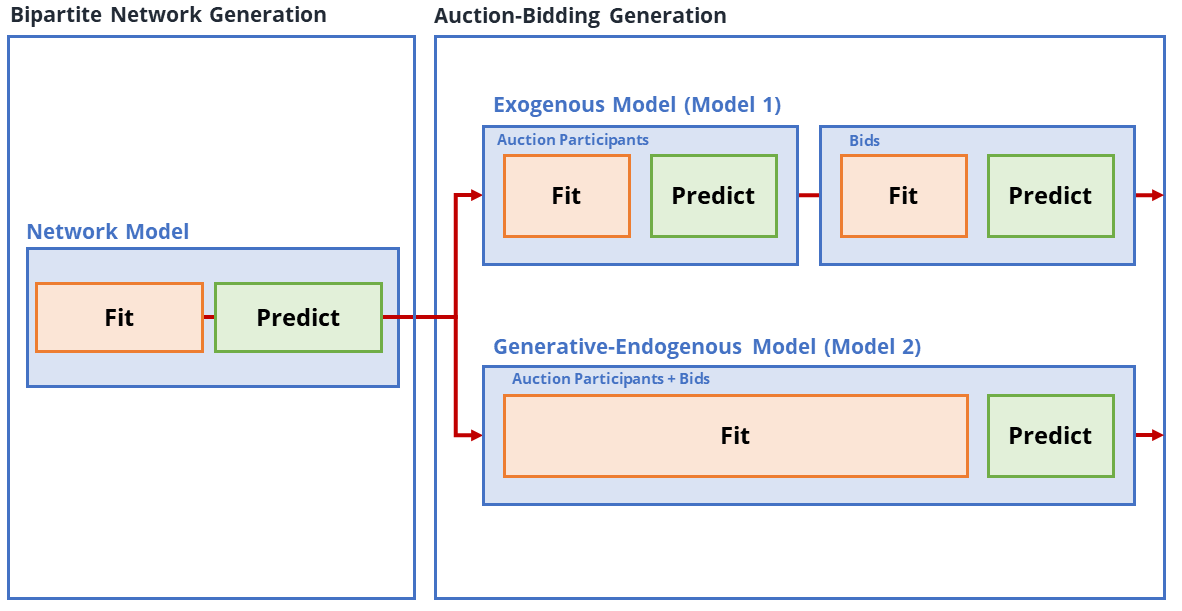 Bipartite Network Generation
Auction-Bidding Generation
Network Model
Fit
Predict
Exogenous Model (Model 1)
Auction Participants
Fit
Predict
Bids
Fit
Predict
Generative-Endogenous Model (Model 2)
Auction Participants + Bids
Fit
Predict